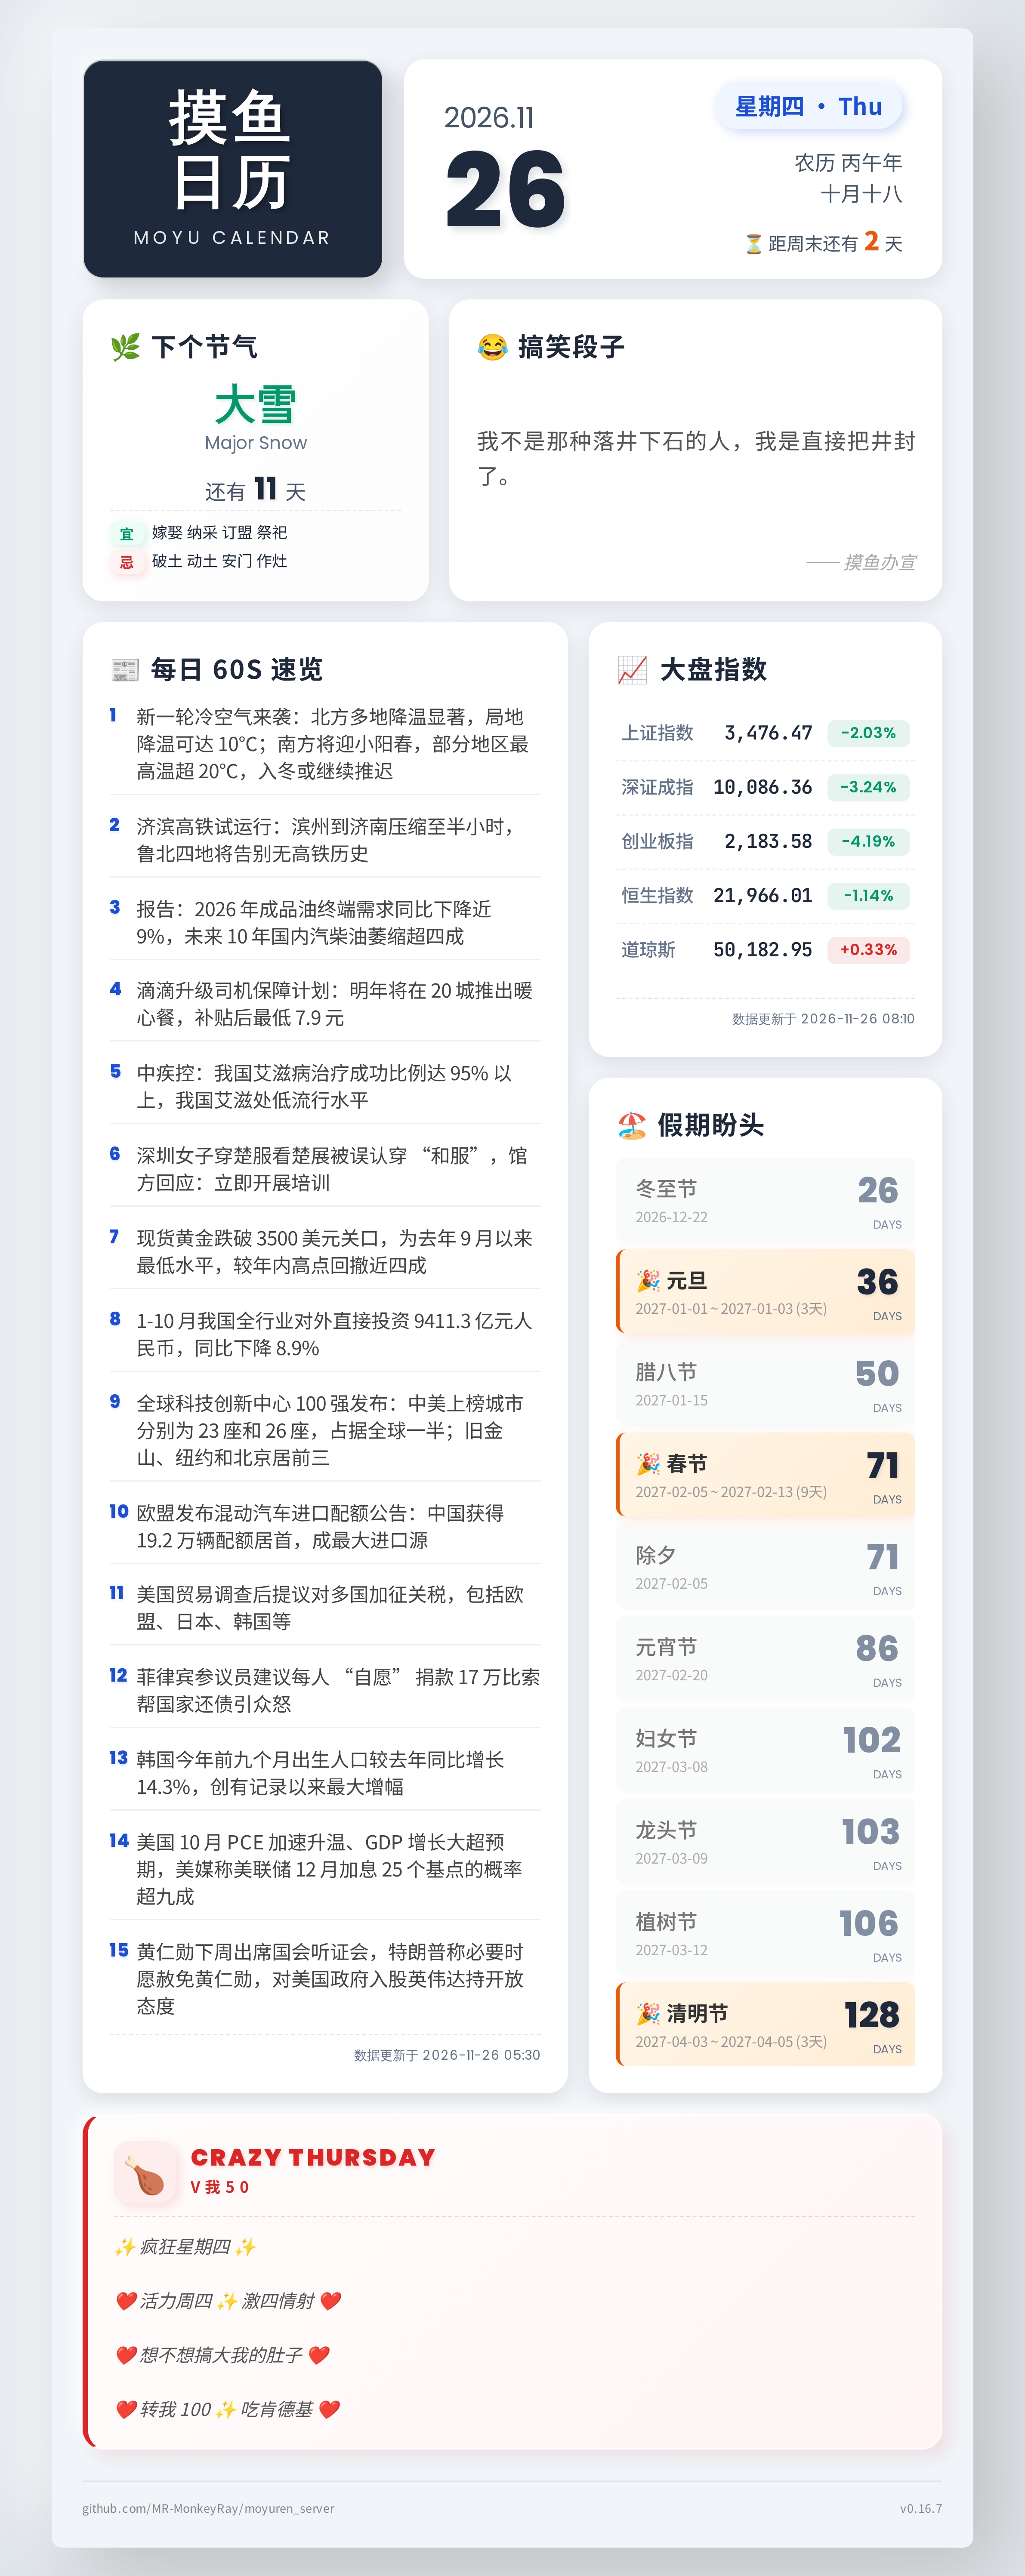 摸鱼
日历
MOYU CALENDAR
2026.11
26
星期四 · Thu
农历 丙午年
十月十八
⏳ 距周末还有 2 天
🌿 下个节气
大雪
Major Snow
还有 11 天
宜 嫁娶 纳采 订盟 祭祀
忌 破土 动土 安门 作灶
😂 搞笑段子
我不是那种落井下石的人，我是直接把井封
了。
—— 摸鱼办宣
📰 每日 60S 速览
1 新一轮冷空气来袭：北方多地降温显著，局地
降温可达 10℃；南方将迎小阳春，部分地区最
高温超 20℃，入冬或继续推迟
2 济滨高铁试运行：滨州到济南压缩至半小时，
鲁北四地将告别无高铁历史
3 报告：2026 年成品油终端需求同比下降近
9%，未来 10 年国内汽柴油萎缩超四成
4 滴滴升级司机保障计划：明年将在 20 城推出暖
心餐，补贴后最低 7.9 元
5 中疾控：我国艾滋病治疗成功比例达 95% 以
上，我国艾滋处低流行水平
6 深圳女子穿楚服看楚展被误认穿 “和服” ，馆
方回应：立即开展培训
7 现货黄金跌破 3500 美元关口，为去年 9 月以来
最低水平，较年内高点回撤近四成
8 1-10 月我国全行业对外直接投资 9411.3 亿元人
民币，同比下降 8.9%
9 全球科技创新中心 100 强发布：中美上榜城市
分别为 23 座和 26 座，占据全球一半；旧金
山、纽约和北京居前三
10 欧盟发布混动汽车进口配额公告：中国获得
19.2 万辆配额居首，成最大进口源
11 美国贸易调查后提议对多国加征关税，包括欧
盟、日本、韩国等
12 菲律宾参议员建议每人 “自愿” 捐款 17 万比索
帮国家还债引众怒
13 韩国今年前九个月出生人口较去年同比增长
14.3%，创有记录以来最大增幅
14 美国 10 月 PCE 加速升温、GDP 增长大超预
期，美媒称美联储 12 月加息 25 个基点的概率
超九成
15 黄仁勋下周出席国会听证会，特朗普称必要时
愿赦免黄仁勋，对美国政府入股英伟达持开放
态度
数据更新于 2026-11-26 05:30
📈 大盘指数
上证指数 3,476.47 -2.03%
深证成指 10,086.36 -3.24%
创业板指 2,183.58 -4.19%
恒生指数 21,966.01 -1.14%
道琼斯 50,182.95 +0.33%
数据更新于 2026-11-26 08:10
🏖️ 假期盼头
冬至节 26
2026-12-22 DAYS
🎉 元旦 36
2027-01-01 ~ 2027-01-03 (3天) DAYS
腊八节 50
2027-01-15 DAYS
🎉 春节 71
2027-02-05 ~ 2027-02-13 (9天) DAYS
除夕 71
2027-02-05 DAYS
元宵节 86
2027-02-20 DAYS
妇女节 102
2027-03-08 DAYS
龙头节 103
2027-03-09 DAYS
植树节 106
2027-03-12 DAYS
🎉 清明节 128
2027-04-03 ~ 2027-04-05 (3天) DAYS
CRAZY THURSDAY
V我50
✨ 疯狂星期四 ✨
❤️ 活力周四 ✨ 激四情射 ❤️
❤️ 想不想搞大我的肚子 ❤️
❤️ 转我 100 ✨ 吃肯德基 ❤️
github.com/MR-MonkeyRay/moyuren_server
v0.16.7